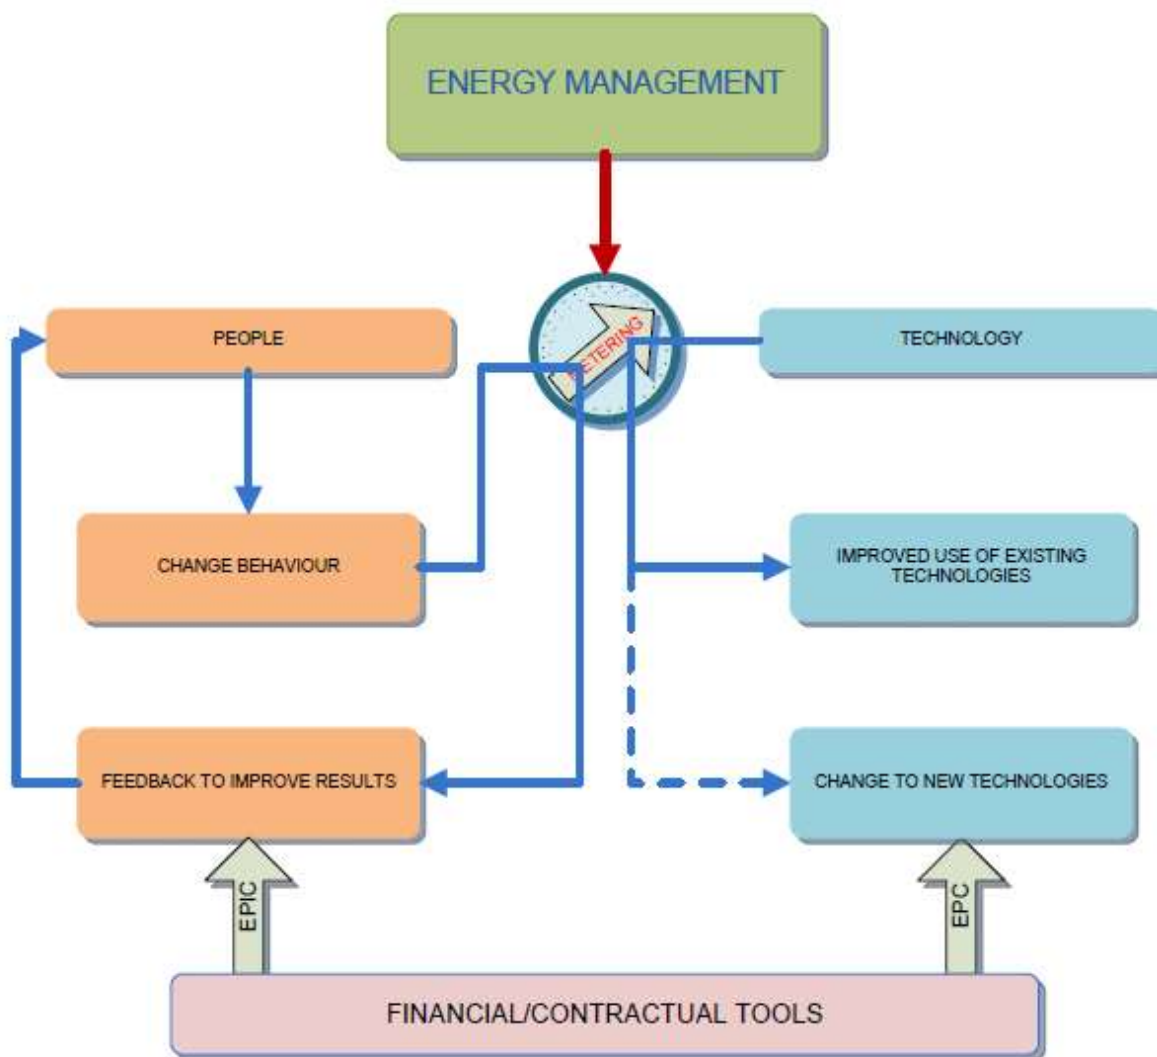 ENERGY MANAGEMENT
METERING
PEOPLE
TECHNOLOGY
CHANGE BEHAVIOUR
IMPROVED USE OF EXISTING
TECHNOLOGIES
FEEDBACK TO IMPROVE RESULTS
CHANGE TO NEW TECHNOLOGIES
EPIC
EPC
FINANCIAL/CONTRACTUAL TOOLS